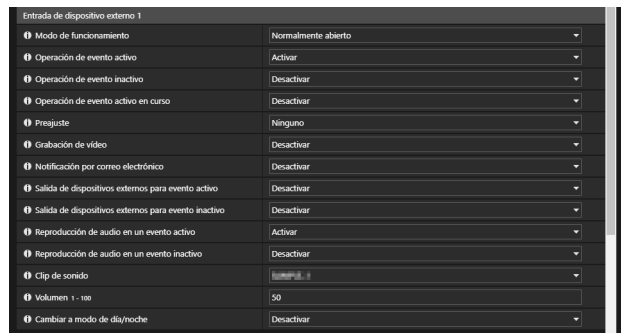 Entrada de dispositivo externo 1
Modo de funcionamiento Normalmente abierto
Operación de evento activo Activar
Operación de evento inactivo Desactivar
Operación de evento activo en curso Desactivar
Preajuste Ninguno
Grabación de vídeo Desactivar
Notificación por correo electrónico Desactivar
Salida de dispositivos externos para evento activo Desactivar
Salida de dispositivos externos para evento inactivo Desactivar
Reproducción de audio en un evento activo Activar
Reproducción de audio en un evento inactivo Desactivar
Clip de sonido
Volumen 1 - 100 50
Cambiar a modo de día/noche Desactivar